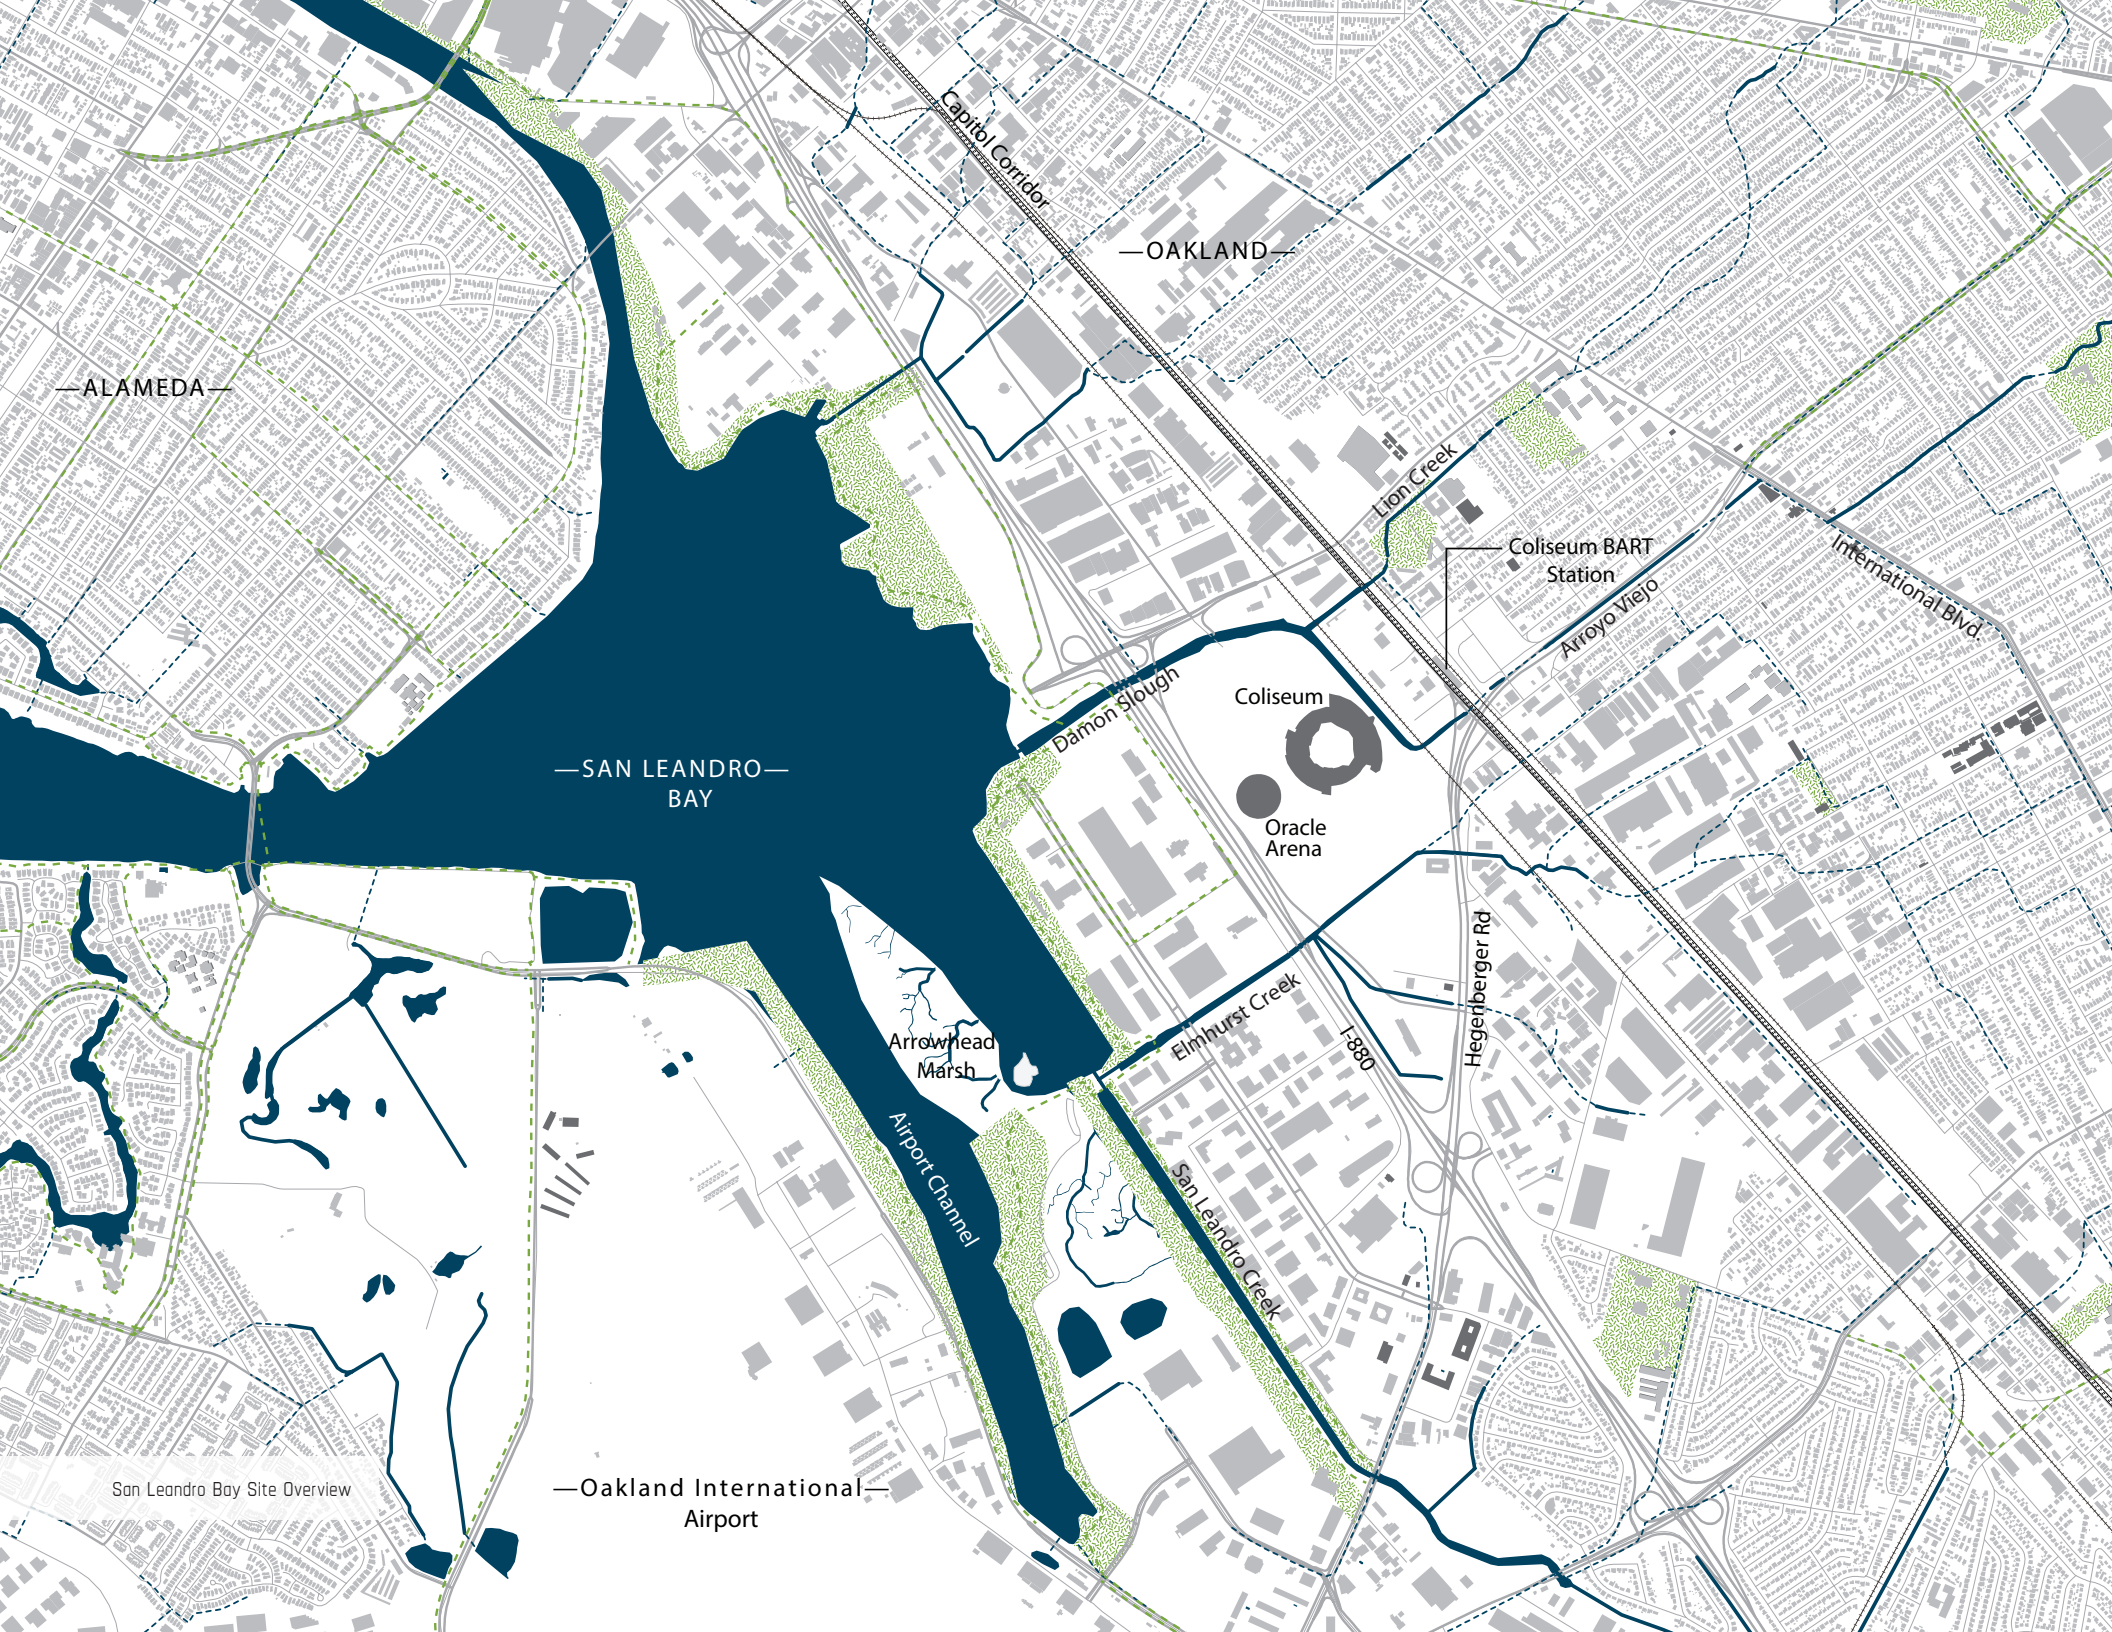 Capitol Corridor
—OAKLAND—
—ALAMEDA—
Lion Creek
Coliseum BART
Station
International Blvd.
Arroyo Viejo
Damon Slough
Coliseum
—SAN LEANDRO—
BAY
Oracle
Arena
Hegenberger Rd
Elmhurst Creek
I-880
Arrowhead
Marsh
Airport Channel
San Leandro Creek
San Leandro Bay Site Overview
—Oakland International—
Airport